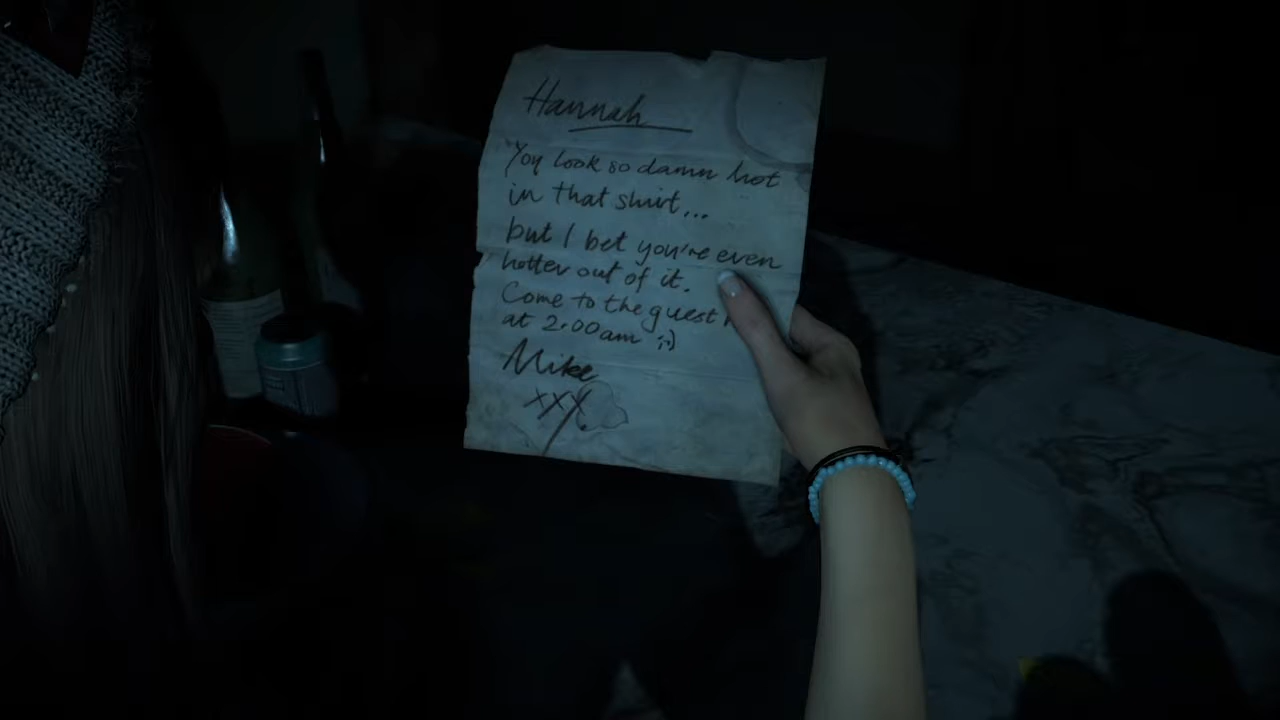 Hannah
You look so damn hot
in that shirt...
but I bet you're even
hotter out of it.
Come to the guest
at 2.00am ;)
Mike
xxx